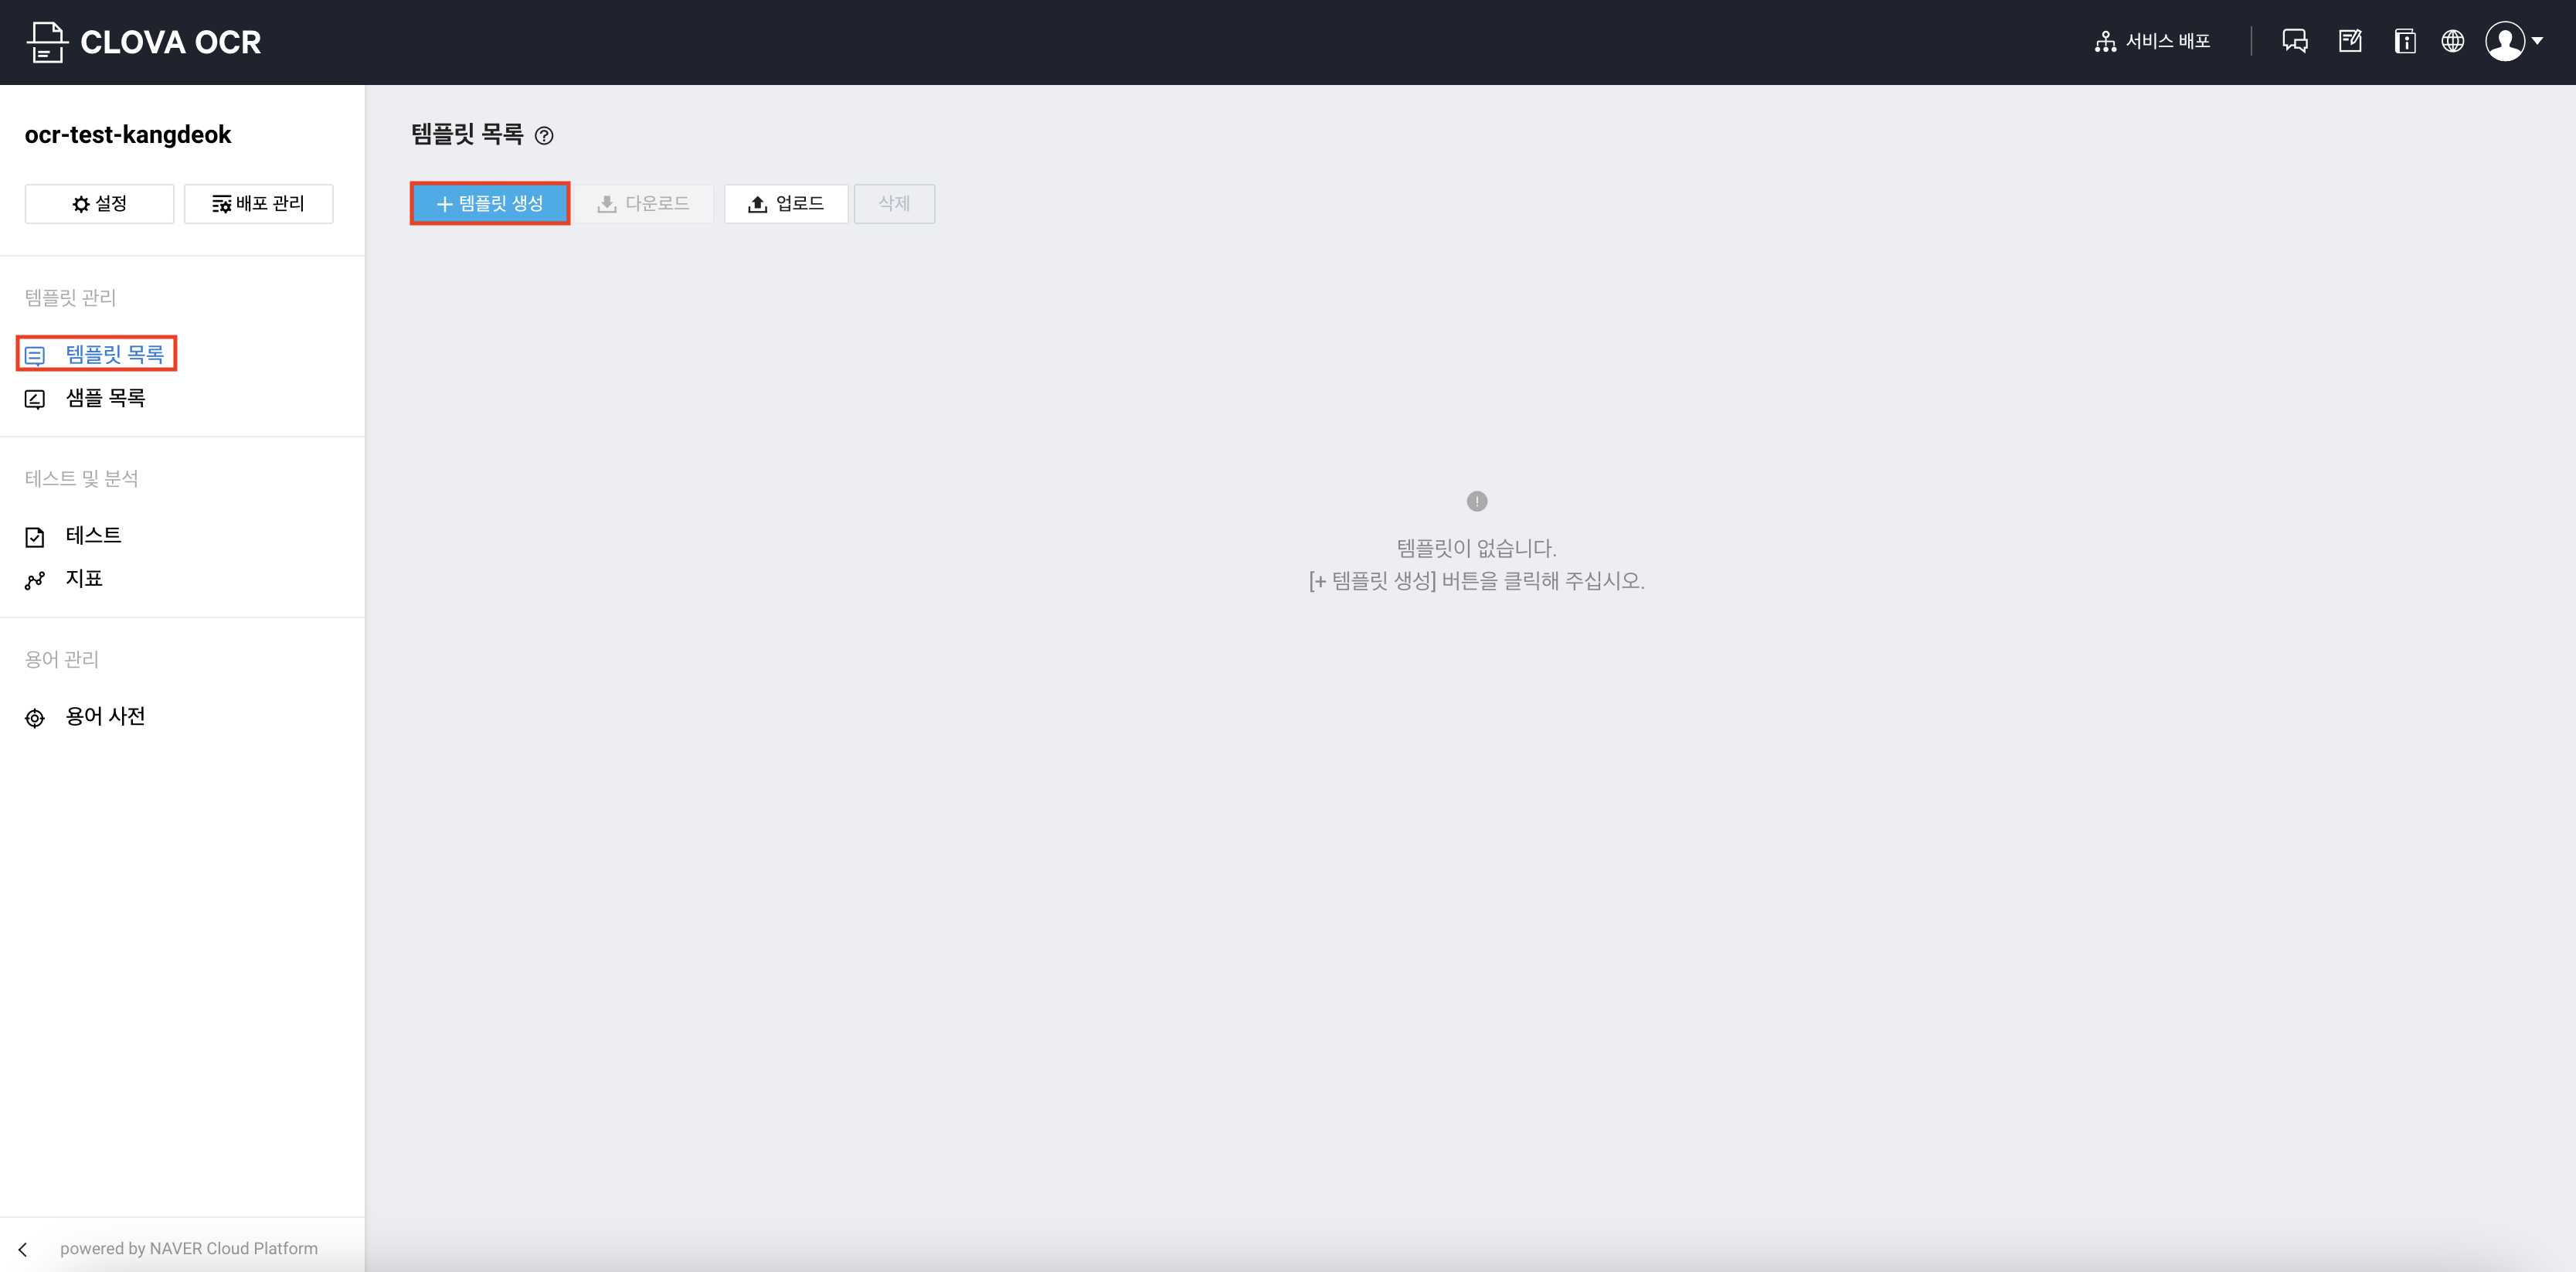 CLOVA OCR
서비스 배포
ocr-test-kangdeok
설정
배포 관리
템플릿 관리
템플릿 목록
샘플 목록
테스트 및 분석
테스트
지표
용어 관리
용어 사전
powered by NAVER Cloud Platform
템플릿 목록
+ 템플릿 생성
다운로드
업로드
삭제
템플릿이 없습니다.
[+ 템플릿 생성] 버튼을 클릭해 주십시오.